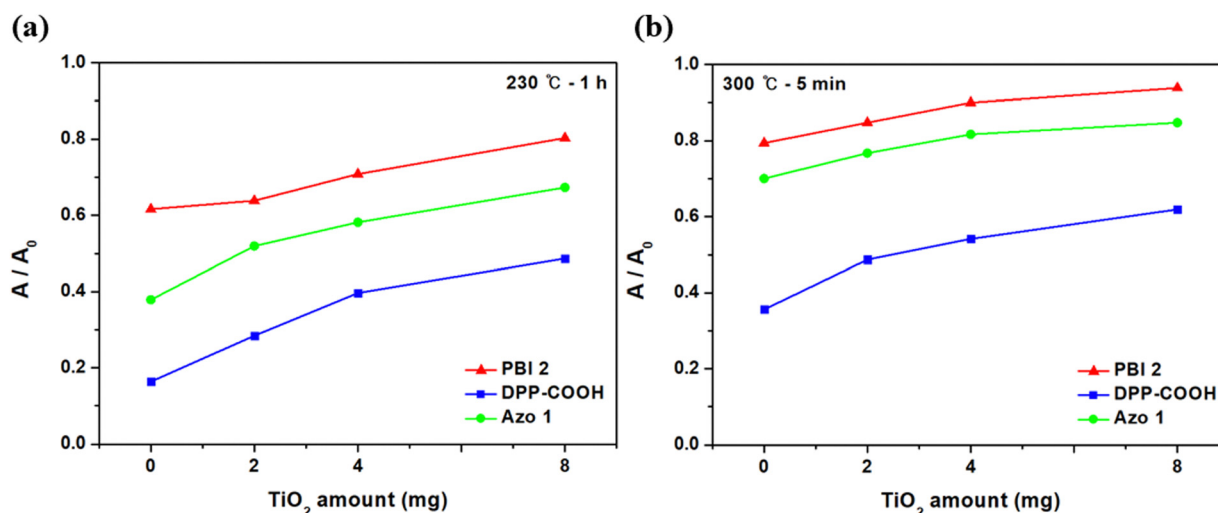 (a)
1.0
0.8
0.6
0.4
0.2
0.0
A / A₀
230 ℃ - 1 h
PBI 2
DPP-COOH
Azo 1
0 2 4 8
TiO₂ amount (mg)
(b)
1.0
0.8
0.6
0.4
0.2
0.0
A / A₀
300 ℃ - 5 min
PBI 2
DPP-COOH
Azo 1
0 2 4 8
TiO₂ amount (mg)